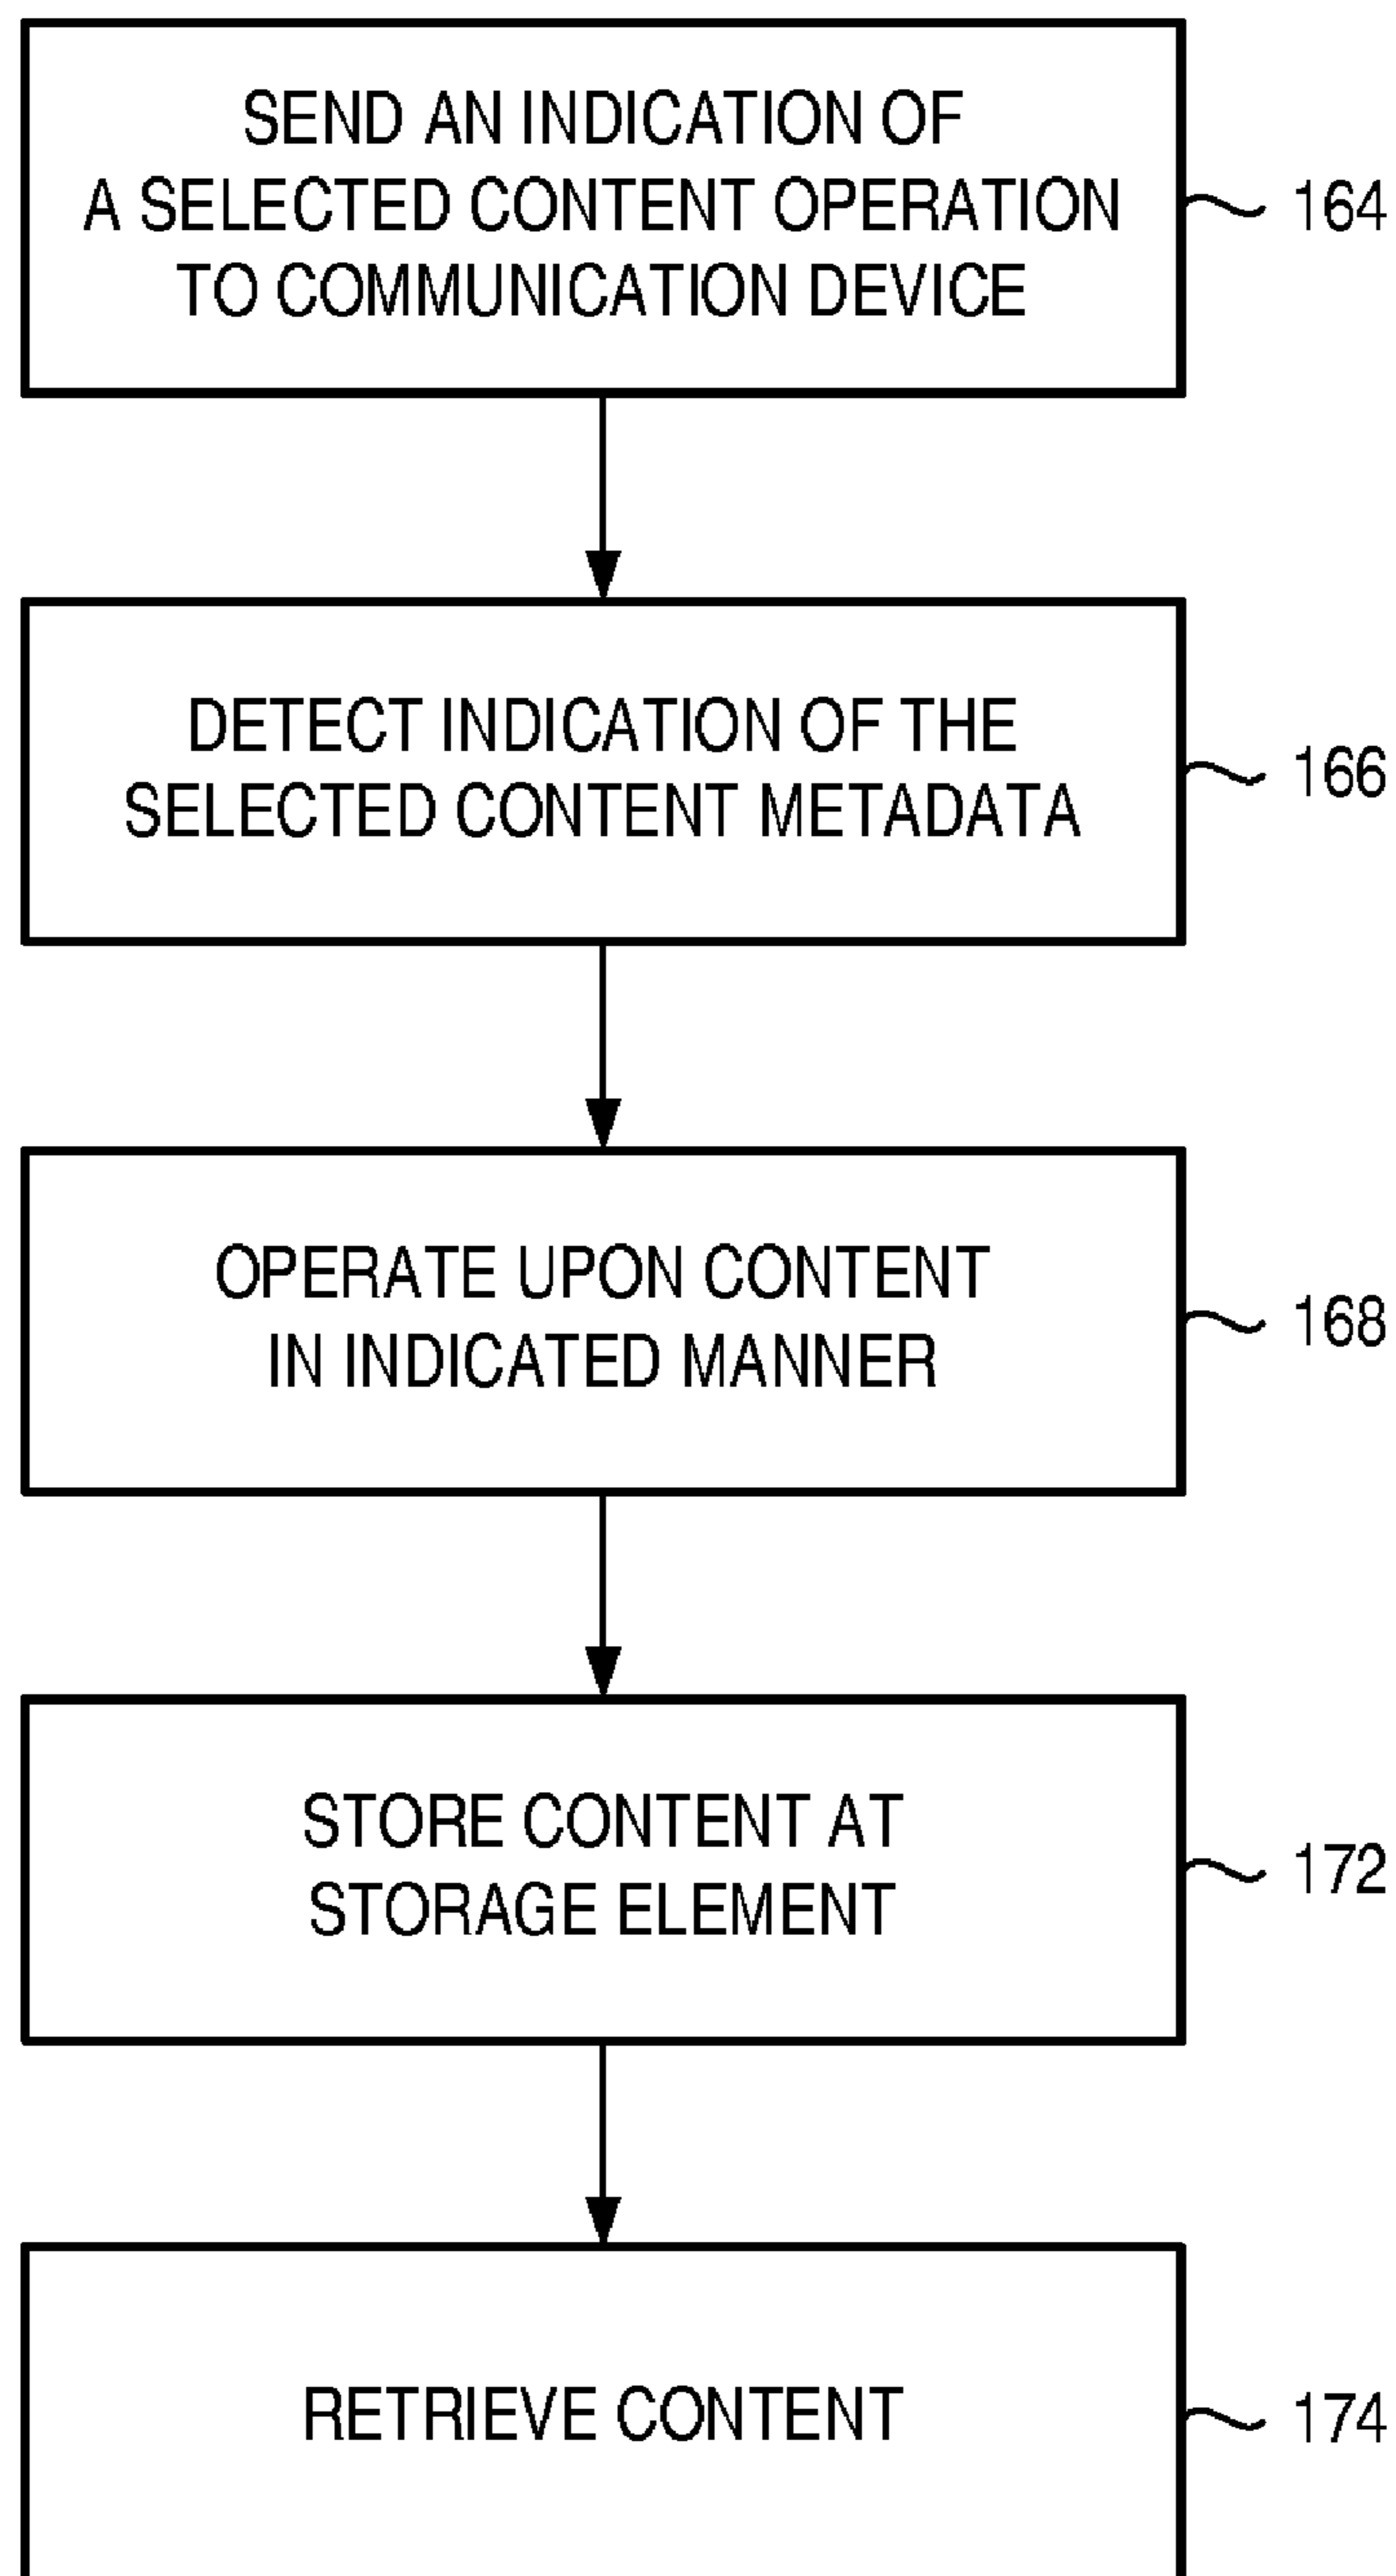 SEND AN INDICATION OF
A SELECTED CONTENT OPERATION
TO COMMUNICATION DEVICE
164
DETECT INDICATION OF THE
SELECTED CONTENT METADATA
166
OPERATE UPON CONTENT
IN INDICATED MANNER
168
STORE CONTENT AT
STORAGE ELEMENT
172
RETRIEVE CONTENT
174